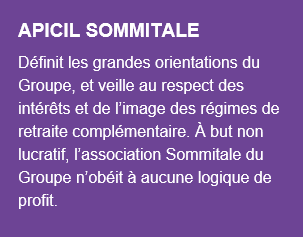 APICIL SOMMITALE
Définit les grandes orientations du
Groupe, et veille au respect des
intérêts et de l’image des régimes de
retraite complémentaire. À but non
lucratif, l’association Sommitale du
Groupe n’obéit à aucune logique de
profit.